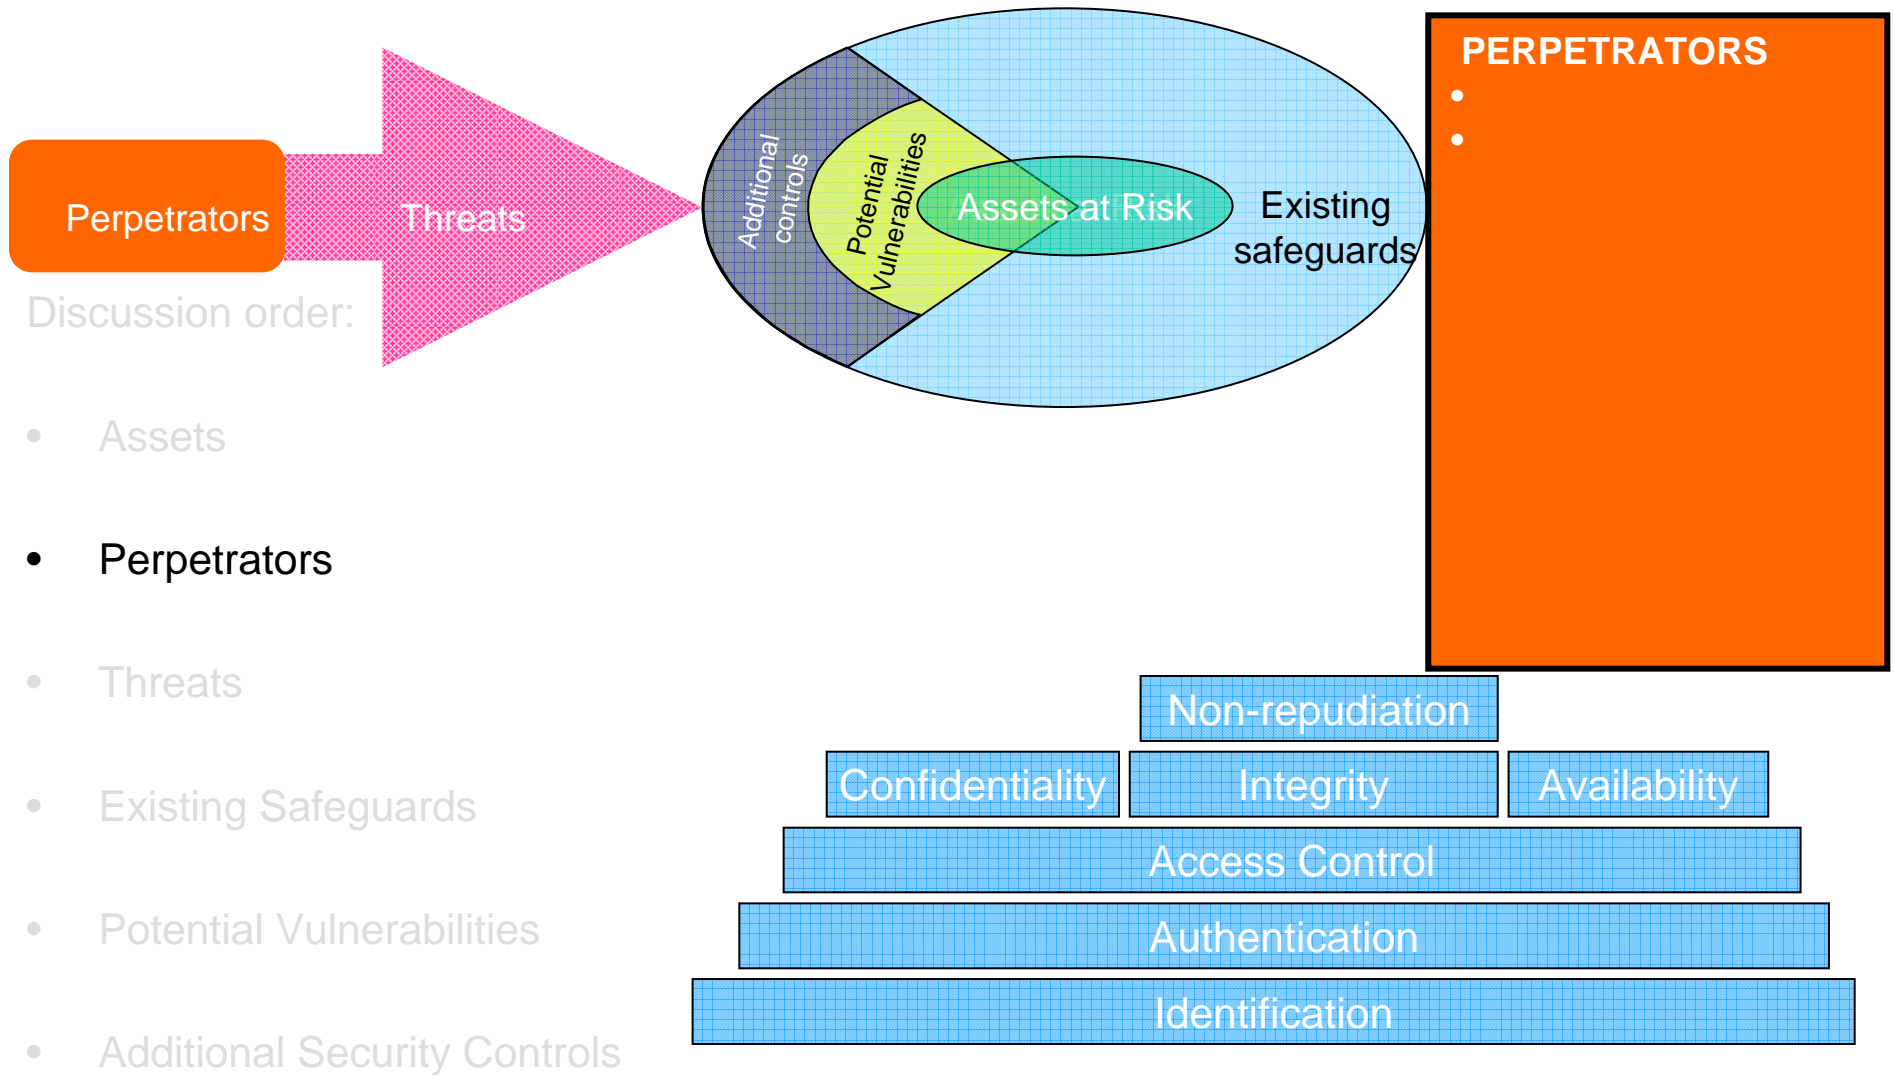 Perpetrators
Threats
Additional
controls
Potential
Vulnerabilities
Assets at Risk
Existing
safeguards
PERPETRATORS
•
•
Discussion order:
• Assets
• Perpetrators
• Threats
• Existing Safeguards
• Potential Vulnerabilities
• Additional Security Controls
Non-repudiation
Confidentiality
Integrity
Availability
Access Control
Authentication
Identification